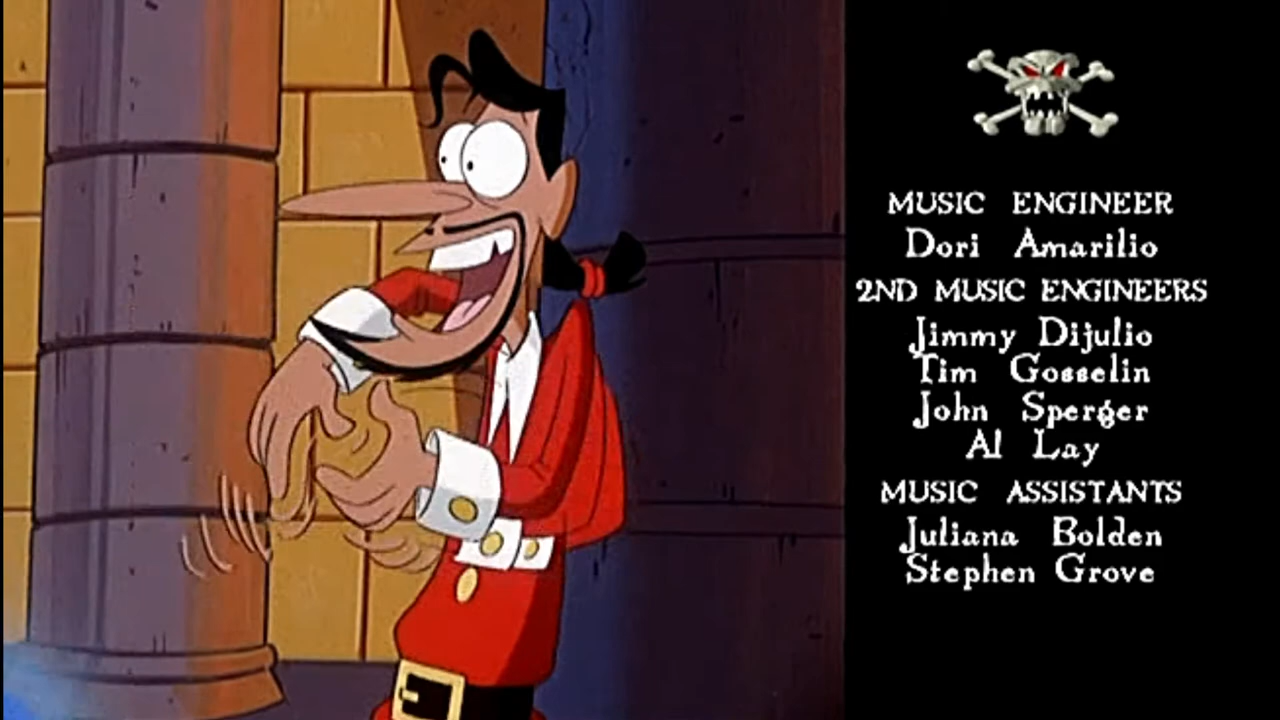 MUSIC ENGINEER
Dori Amarilio
2ND MUSIC ENGINEERS
Jimmy Dijulio
Tim Gosselin
John Sperger
Al Lay
MUSIC ASSISTANTS
Juliana Bolden
Stephen Grove